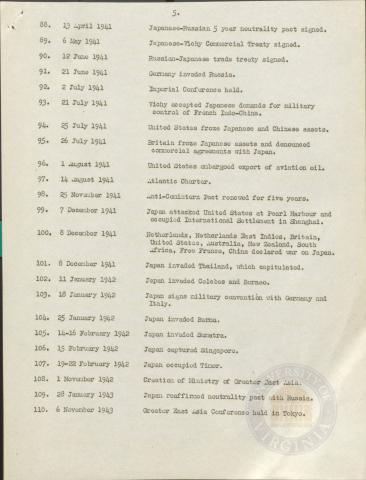 5.
88. 13 April 1941 Japanese-Russian 5 year neutrality pact signed.
89. 6 May 1941 Japanese-Vichy Commercial Treaty signed.
90. 12 June 1941 Russian-Japanese trade treaty signed.
91. 21 June 1941 Germany invaded Russia.
92. 2 July 1941 Imperial Conference held.
93. 21 July 1941 Vichy accepted Japanese demands for military
control of French Indo-China.
94. 25 July 1941 United States froze Japanese and Chinese assets.
95. 26 July 1941 Britain froze Japanese assets and denounced
commercial agreements with Japan.
96. 1 August 1941 United States embargoed export of aviation oil.
97. 14 August 1941 Atlantic Charter.
98. 25 November 1941 Anti-Comintern Pact renewed for five years.
99. 7 December 1941 Japan attacked United States at Pearl Harbour and
occupied International Settlement in Shanghai.
100. 8 December 1941 Netherlands, Netherlands East Indies, Britain,
United States, Australia, New Zealand, South
Africa, Free France, China declared war on Japan.
101. 8 December 1941 Japan invaded Thailand, which capitulated.
102. 11 January 1942 Japan invaded Celebes and Borneo.
103. 18 January 1942 Japan signs military convention with Germany and
Italy.
104. 25 January 1942 Japan invaded Burma.
105. 14-16 February 1942 Japan invaded Sumatra.
106. 15 February 1942 Japan captured Singapore.
107. 19-22 February 1942 Japan occupied Timor.
108. 1 November 1942 Creation of Ministry of Greater East Asia.
109. 28 January 1943 Japan reaffirmed neutrality pact with Russia.
110. 6 November 1943 Greater East Asia Conference held in Tokyo.
UNIVERSITY OF
VIRGINIA